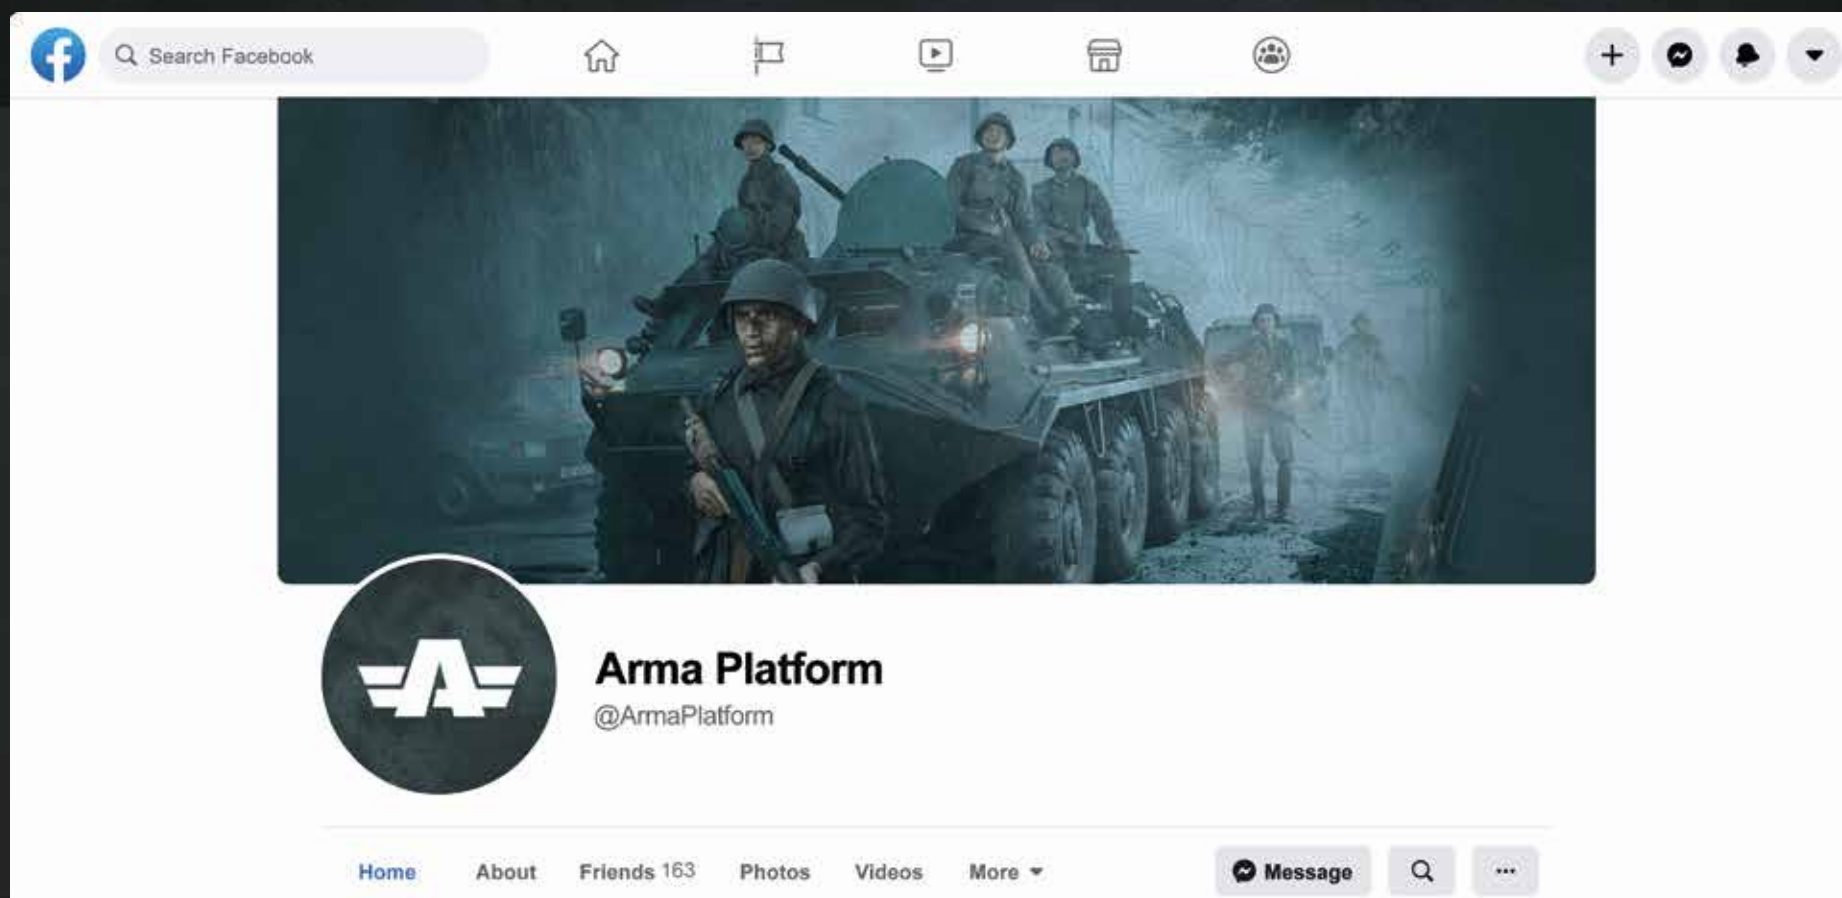 Search Facebook
Arma Platform
@ArmaPlatform
Home About Friends 163 Photos Videos More Message